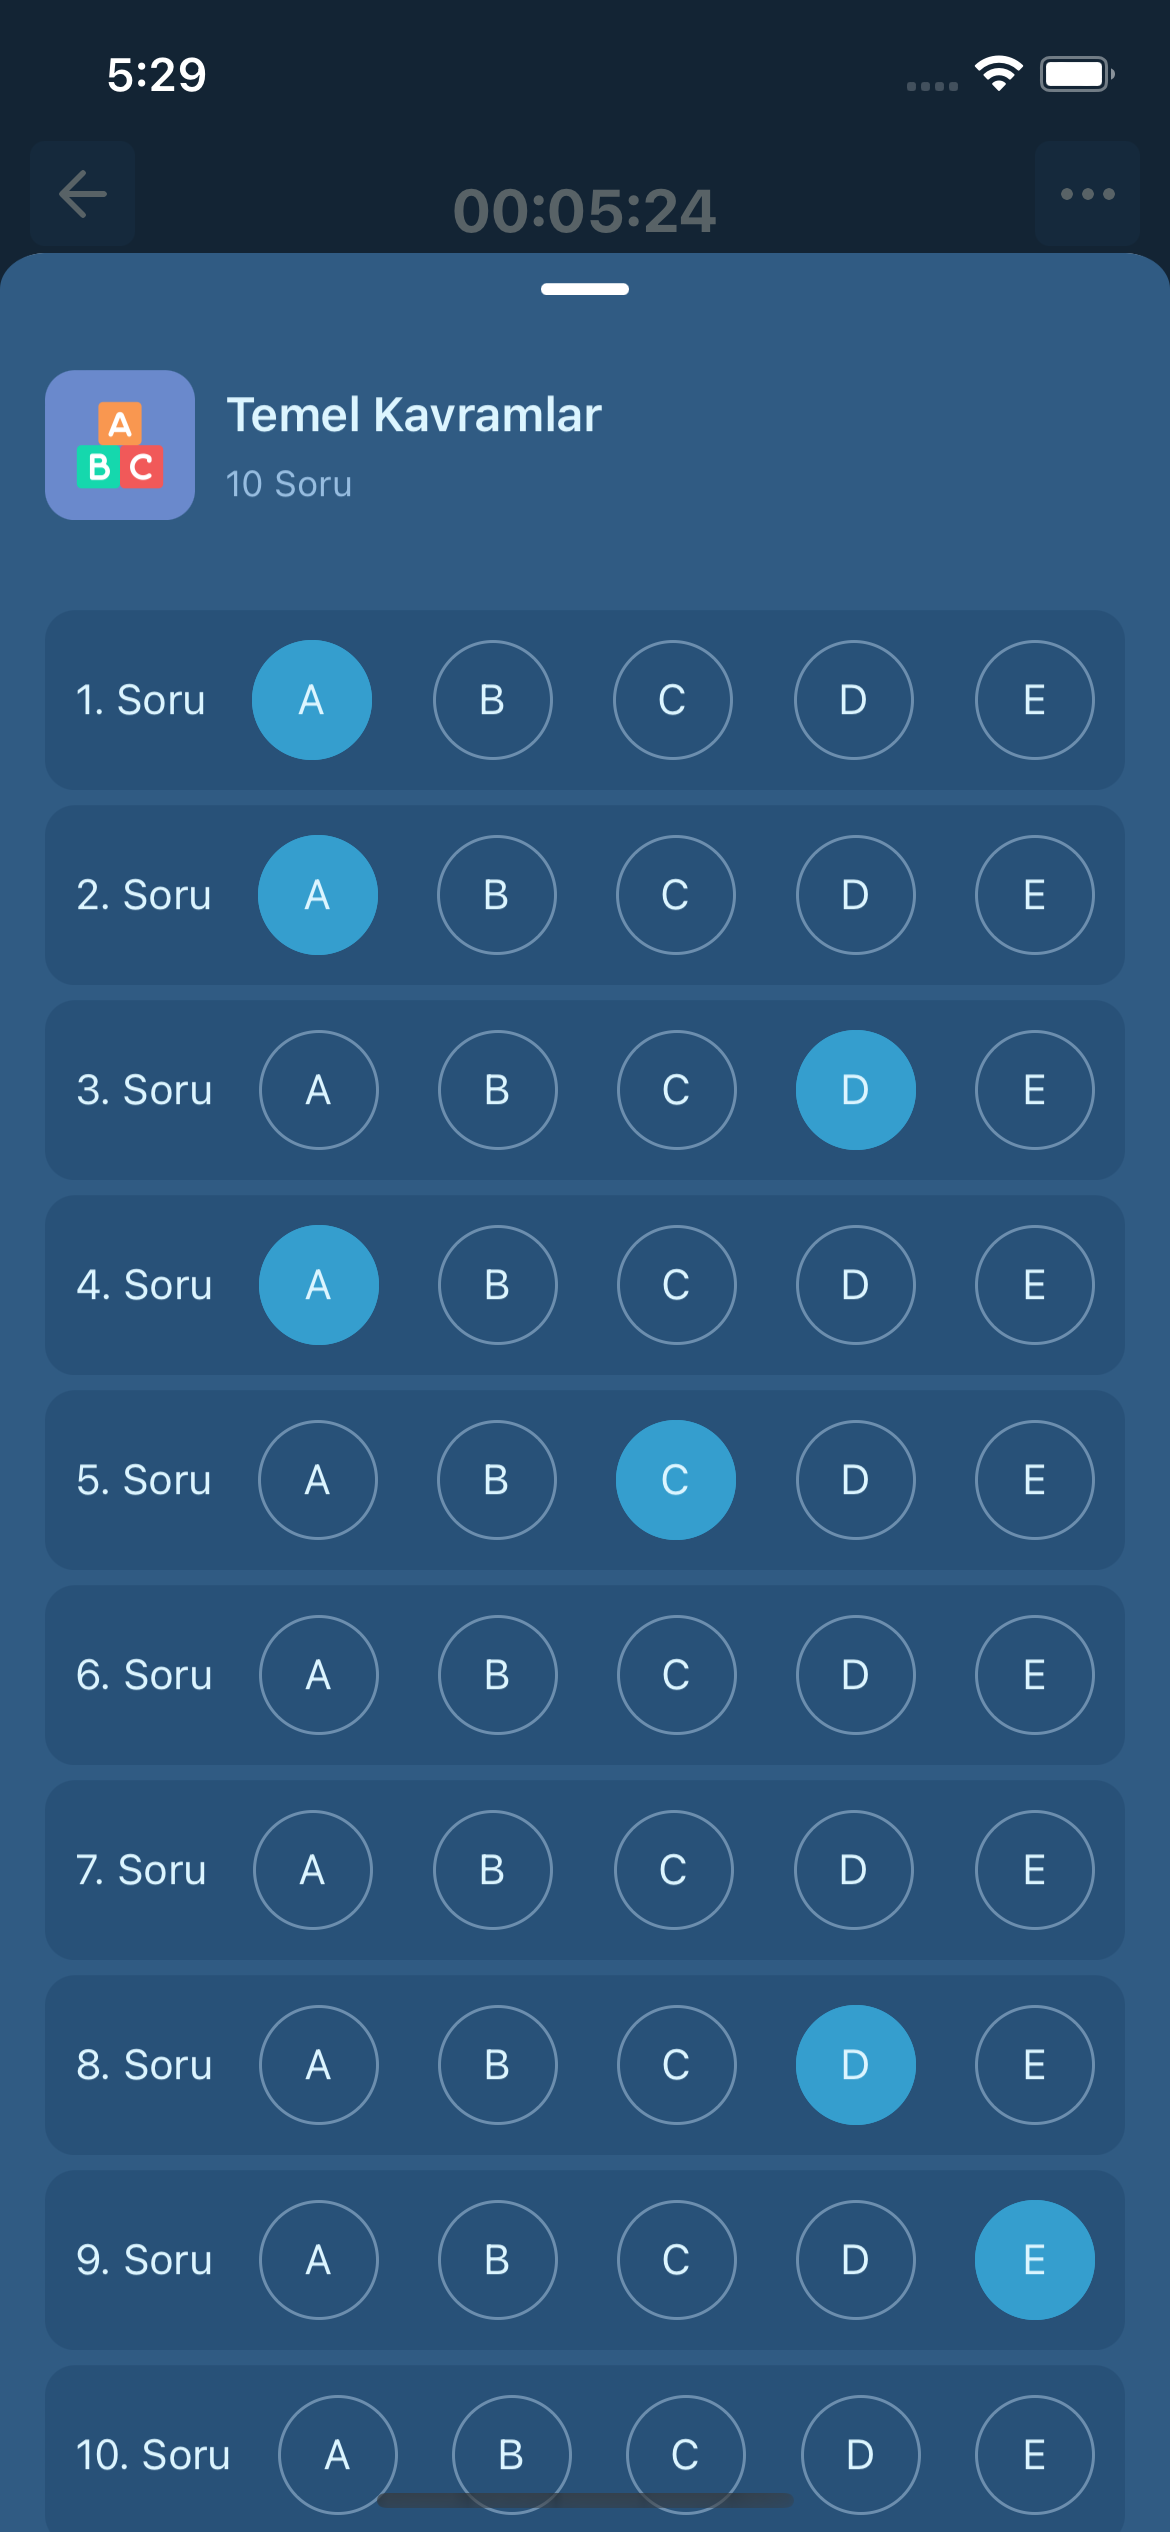 5:29
00:05:24
A
B C
Temel Kavramlar
10 Soru
1. Soru A B C D E
2. Soru A B C D E
3. Soru A B C D E
4. Soru A B C D E
5. Soru A B C D E
6. Soru A B C D E
7. Soru A B C D E
8. Soru A B C D E
9. Soru A B C D E
10. Soru A B C D E